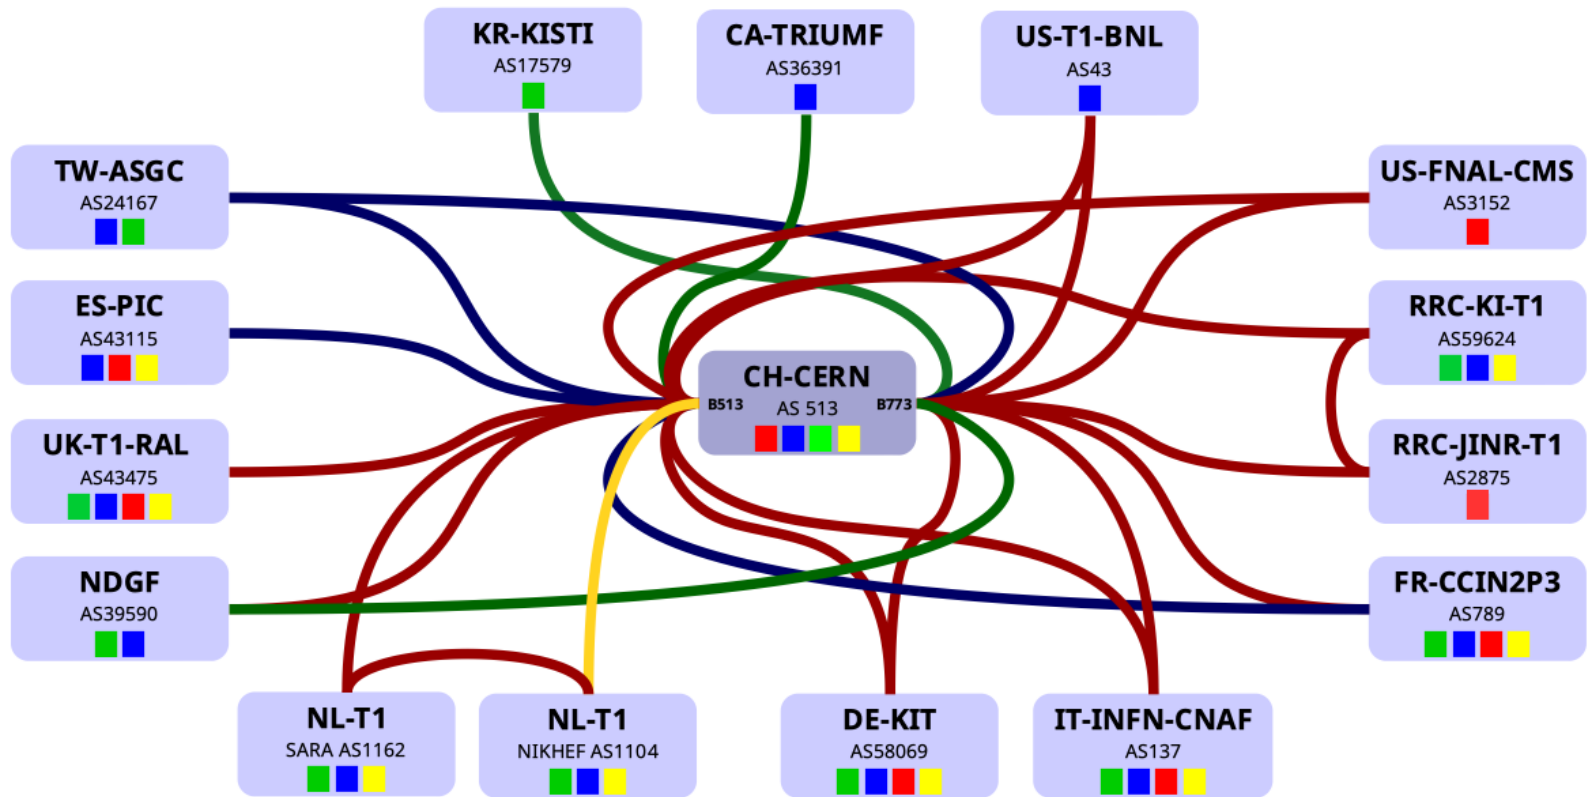 KR-KISTI
AS17579
CA-TRIUMF
AS36391
US-T1-BNL
AS43
TW-ASGC
AS24167
US-FNAL-CMS
AS3152
ES-PIC
AS43115
RRC-KI-T1
AS59624
CH-CERN
B513 AS 513 B773
UK-T1-RAL
AS43475
RRC-JINR-T1
AS2875
NDGF
AS39590
FR-CCIN2P3
AS789
NL-T1
SARA AS1162
NL-T1
NIKHEF AS1104
DE-KIT
AS58069
IT-INFN-CNAF
AS137